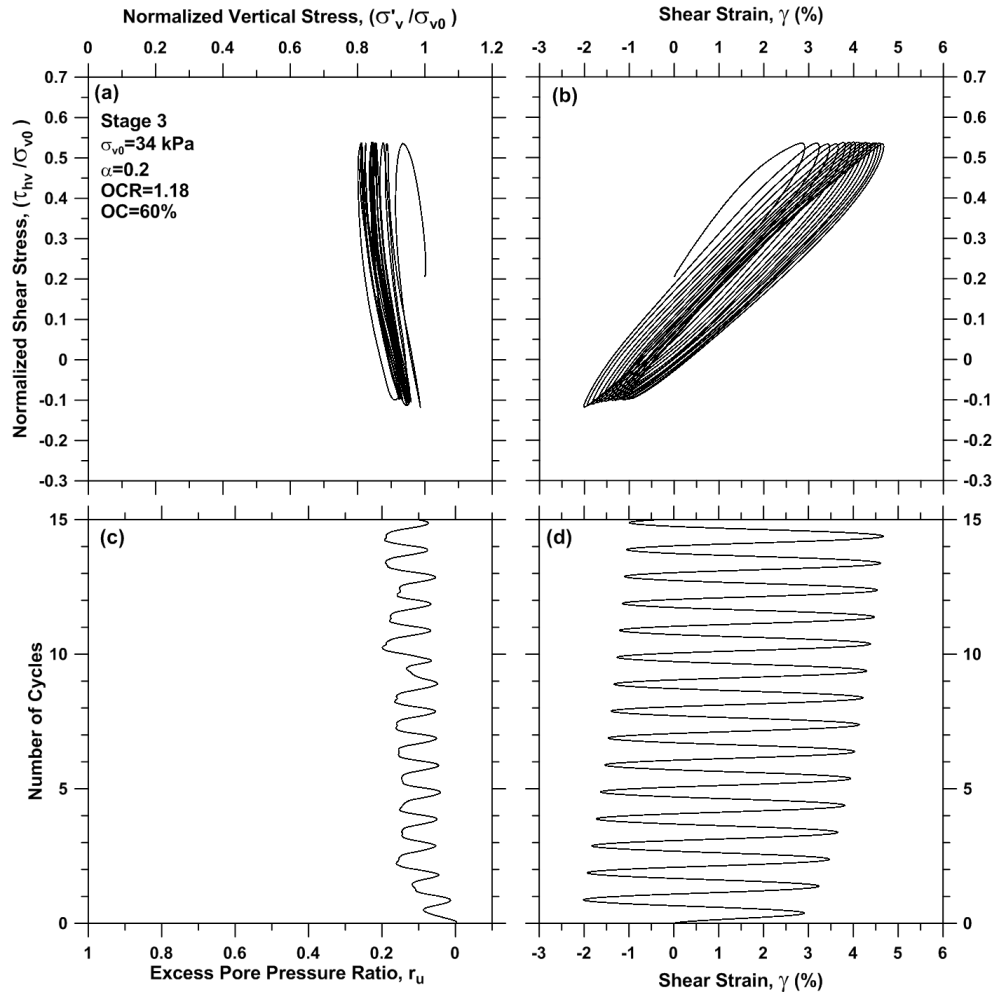 Normalized Vertical Stress, (σ'v /σv0)
Shear Strain, γ (%)
0 0.2 0.4 0.6 0.8 1 1.2
-3 -2 -1 0 1 2 3 4 5 6
Normalized Shear Stress, (τhv /σv0)
0.7
0.6
0.5
0.4
0.3
0.2
0.1
0
-0.1
-0.2
-0.3
(a)
Stage 3
σv0=34 kPa
α=0.2
OCR=1.18
OC=60%
(b)
0.7
0.6
0.5
0.4
0.3
0.2
0.1
0
-0.1
-0.2
-0.3
Number of Cycles
15
10
5
0
(c)
(d)
15
10
5
0
1 0.8 0.6 0.4 0.2 0
Excess Pore Pressure Ratio, ru
-3 -2 -1 0 1 2 3 4 5 6
Shear Strain, γ (%)